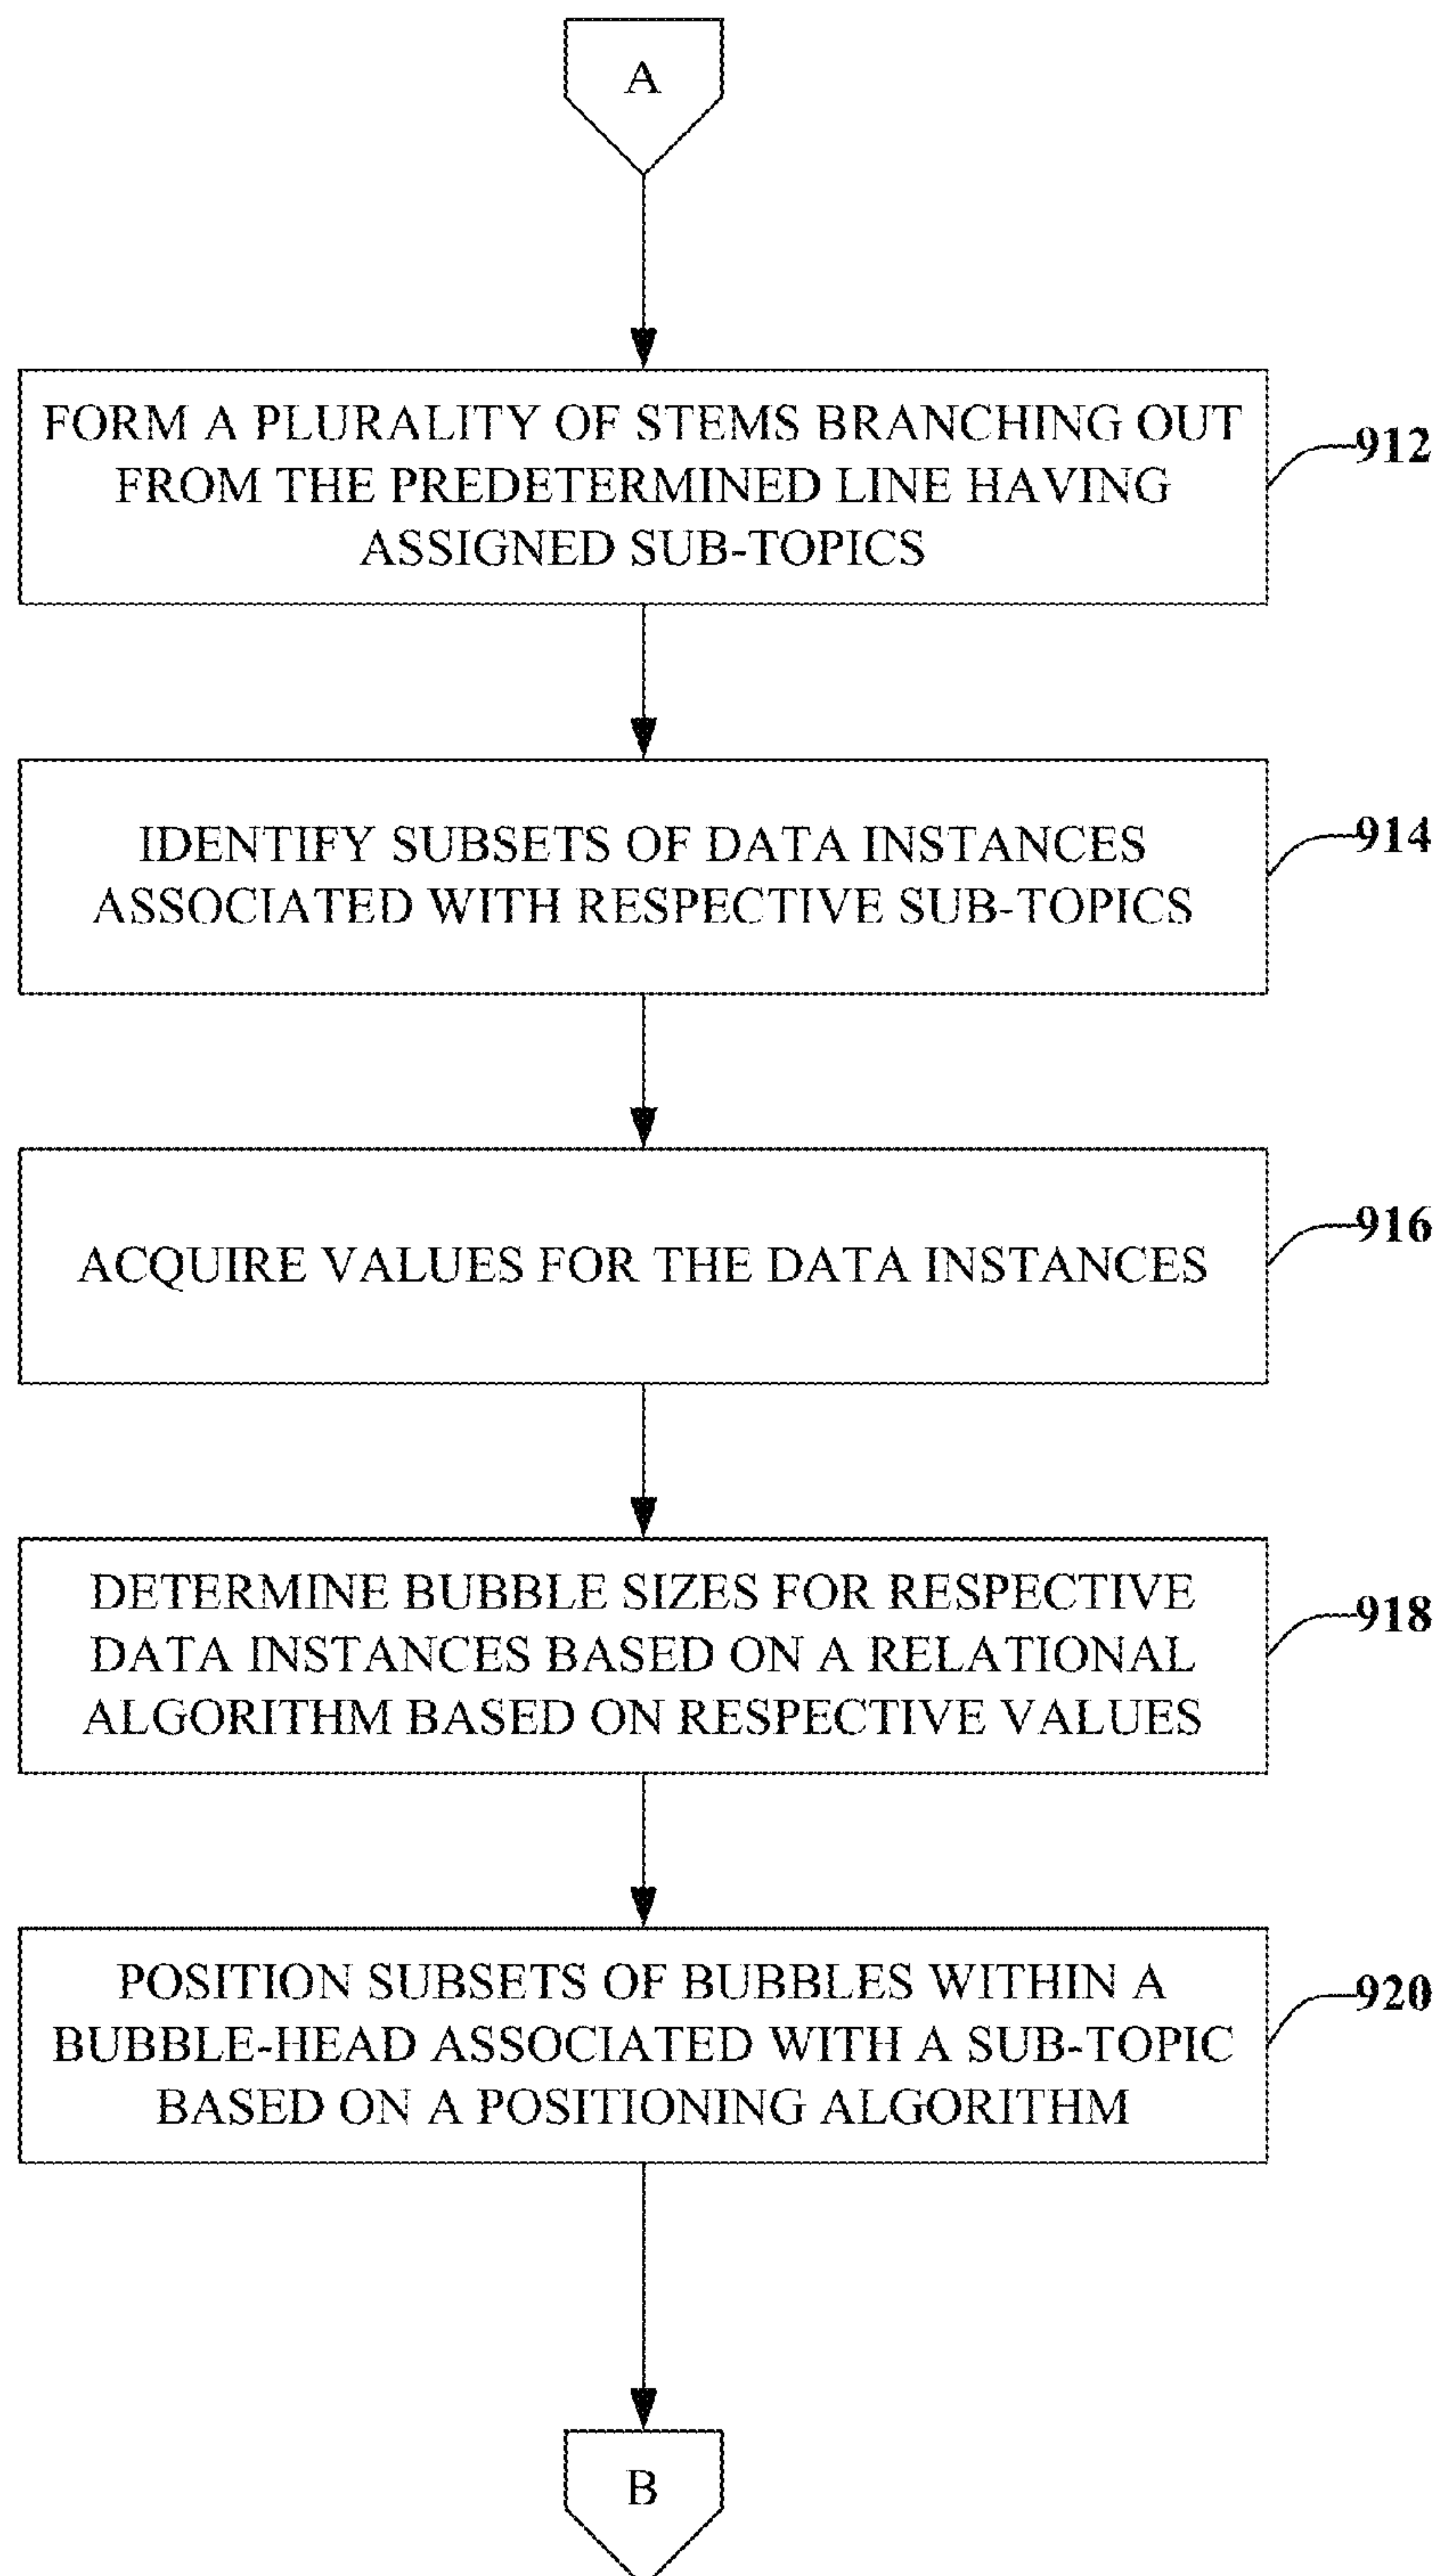 A
FORM A PLURALITY OF STEMS BRANCHING OUT
FROM THE PREDETERMINED LINE HAVING
ASSIGNED SUB-TOPICS
912
IDENTIFY SUBSETS OF DATA INSTANCES
ASSOCIATED WITH RESPECTIVE SUB-TOPICS
914
ACQUIRE VALUES FOR THE DATA INSTANCES
916
DETERMINE BUBBLE SIZES FOR RESPECTIVE
DATA INSTANCES BASED ON A RELATIONAL
ALGORITHM BASED ON RESPECTIVE VALUES
918
POSITION SUBSETS OF BUBBLES WITHIN A
BUBBLE-HEAD ASSOCIATED WITH A SUB-TOPIC
BASED ON A POSITIONING ALGORITHM
920
B